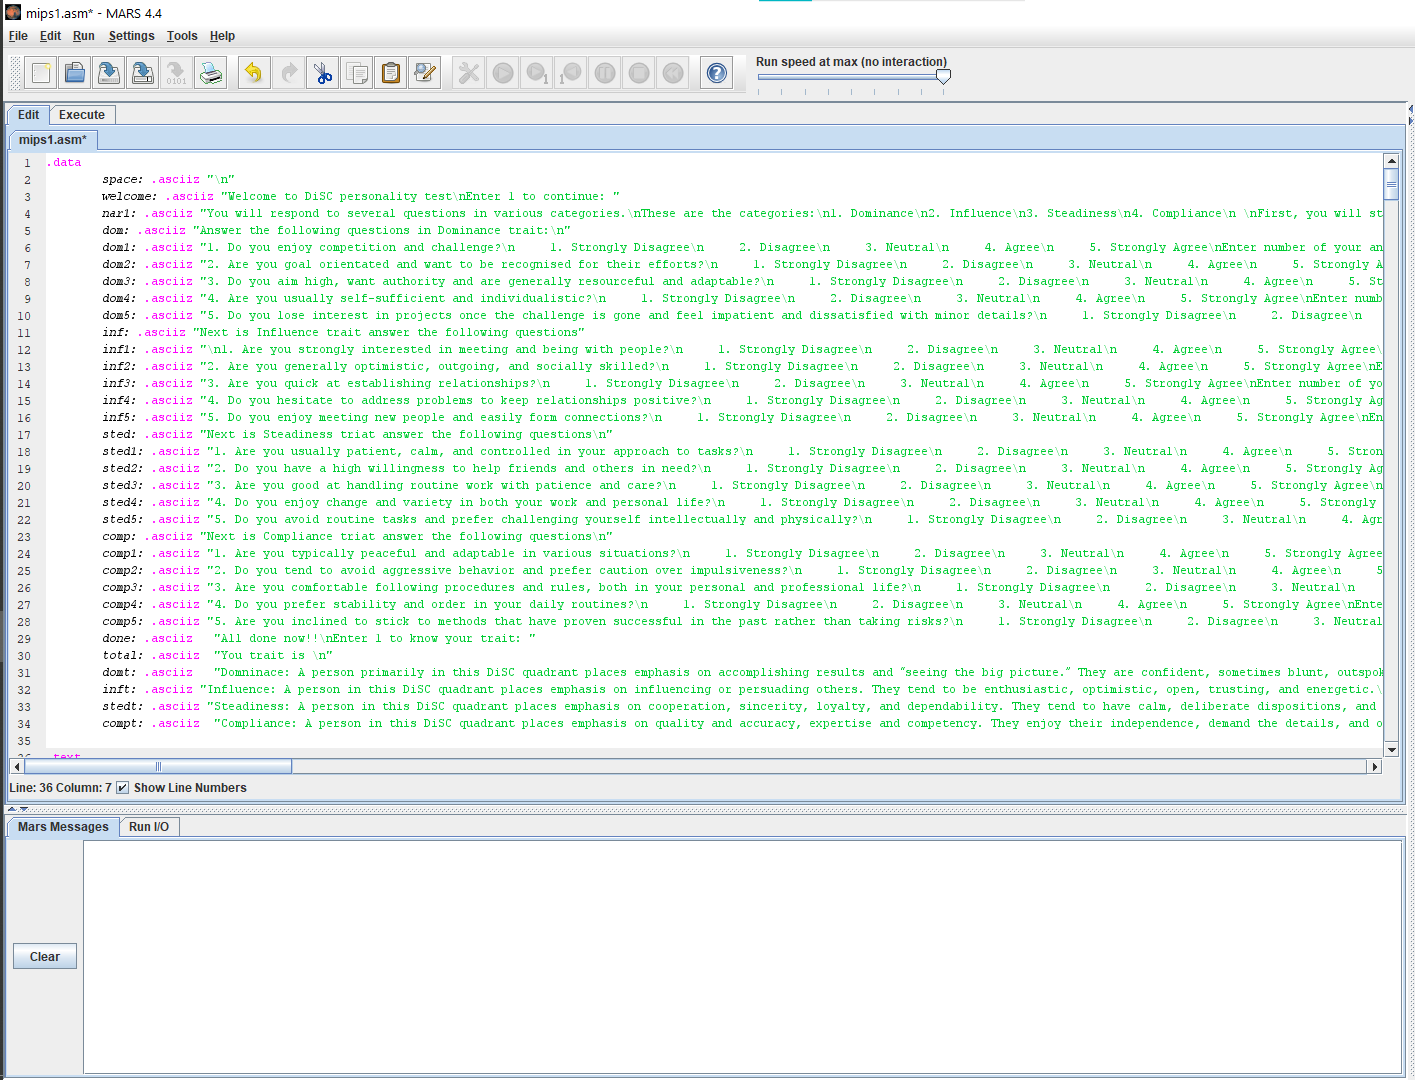 mips1.asm* - MARS 4.4
File Edit Run Settings Tools Help
Run speed at max (no interaction)
Edit Execute
mips1.asm*
1 .data
2 space: .asciiz "\n"
3 welcome: .asciiz "Welcome to DiSC personality test\nEnter 1 to continue: "
4 nar1: .asciiz "You will respond to several questions in various categories.\nThese are the categories:\n1. Dominance\n2. Influence\n3. Steadiness\n4. Compliance\n \nFirst, you will st
5 dom: .asciiz "Answer the following questions in Dominance trait:\n"
6 dom1: .asciiz "1. Do you enjoy competition and challenge?\n 1. Strongly Disagree\n 2. Disagree\n 3. Neutral\n 4. Agree\n 5. Strongly Agree\nEnter number of your an
7 dom2: .asciiz "2. Are you goal orientated and want to be recognised for their efforts?\n 1. Strongly Disagree\n 2. Disagree\n 3. Neutral\n 4. Agree\n 5. Strongly A
8 dom3: .asciiz "3. Do you aim high, want authority and are generally resourceful and adaptable?\n 1. Strongly Disagree\n 2. Disagree\n 3. Neutral\n 4. Agree\n 5. St
9 dom4: .asciiz "4. Are you usually self-sufficient and individualistic?\n 1. Strongly Disagree\n 2. Disagree\n 3. Neutral\n 4. Agree\n 5. Strongly Agree\nEnter numb
10 dom5: .asciiz "5. Do you lose interest in projects once the challenge is gone and feel impatient and dissatisfied with minor details?\n 1. Strongly Disagree\n 2. Disagree\n
11 inf: .asciiz "Next is Influence trait answer the following questions"
12 inf1: .asciiz "\n1. Are you strongly interested in meeting and being with people?\n 1. Strongly Disagree\n 2. Disagree\n 3. Neutral\n 4. Agree\n 5. Strongly Agree\
13 inf2: .asciiz "2. Are you generally optimistic, outgoing, and socially skilled?\n 1. Strongly Disagree\n 2. Disagree\n 3. Neutral\n 4. Agree\n 5. Strongly Agree\nE
14 inf3: .asciiz "3. Are you quick at establishing relationships?\n 1. Strongly Disagree\n 2. Disagree\n 3. Neutral\n 4. Agree\n 5. Strongly Agree\nEnter number of yo
15 inf4: .asciiz "4. Do you hesitate to address problems to keep relationships positive?\n 1. Strongly Disagree\n 2. Disagree\n 3. Neutral\n 4. Agree\n 5. Strongly Ag
16 inf5: .asciiz "5. Do you enjoy meeting new people and easily form connections?\n 1. Strongly Disagree\n 2. Disagree\n 3. Neutral\n 4. Agree\n 5. Strongly Agree\nEn
17 sted: .asciiz "Next is Steadiness triat answer the following questions\n"
18 sted1: .asciiz "1. Are you usually patient, calm, and controlled in your approach to tasks?\n 1. Strongly Disagree\n 2. Disagree\n 3. Neutral\n 4. Agree\n 5. Stron
19 sted2: .asciiz "2. Do you have a high willingness to help friends and others in need?\n 1. Strongly Disagree\n 2. Disagree\n 3. Neutral\n 4. Agree\n 5. Strongly Ag
20 sted3: .asciiz "3. Are you good at handling routine work with patience and care?\n 1. Strongly Disagree\n 2. Disagree\n 3. Neutral\n 4. Agree\n 5. Strongly Agree\n
21 sted4: .asciiz "4. Do you enjoy change and variety in both your work and personal life?\n 1. Strongly Disagree\n 2. Disagree\n 3. Neutral\n 4. Agree\n 5. Strongly
22 sted5: .asciiz "5. Do you avoid routine tasks and prefer challenging yourself intellectually and physically?\n 1. Strongly Disagree\n 2. Disagree\n 3. Neutral\n 4. Agr
23 comp: .asciiz "Next is Compliance triat answer the following questions\n"
24 comp1: .asciiz "1. Are you typically peaceful and adaptable in various situations?\n 1. Strongly Disagree\n 2. Disagree\n 3. Neutral\n 4. Agree\n 5. Strongly Agree
25 comp2: .asciiz "2. Do you tend to avoid aggressive behavior and prefer caution over impulsiveness?\n 1. Strongly Disagree\n 2. Disagree\n 3. Neutral\n 4. Agree\n 5
26 comp3: .asciiz "3. Are you comfortable following procedures and rules, both in your personal and professional life?\n 1. Strongly Disagree\n 2. Disagree\n 3. Neutral\n
27 comp4: .asciiz "4. Do you prefer stability and order in your daily routines?\n 1. Strongly Disagree\n 2. Disagree\n 3. Neutral\n 4. Agree\n 5. Strongly Agree\nEnte
28 comp5: .asciiz "5. Are you inclined to stick to methods that have proven successful in the past rather than taking risks?\n 1. Strongly Disagree\n 2. Disagree\n 3. Neutral
29 done: .asciiz "All done now!!\nEnter 1 to know your trait: "
30 total: .asciiz "You trait is \n"
31 domt: .asciiz "Domninace: A person primarily in this DiSC quadrant places emphasis on accomplishing results and “seeing the big picture.” They are confident, sometimes blunt, outspok
32 inft: .asciiz "Influence: A person in this DiSC quadrant places emphasis on influencing or persuading others. They tend to be enthusiastic, optimistic, open, trusting, and energetic.\
33 stedt: .asciiz "Steadiness: A person in this DiSC quadrant places emphasis on cooperation, sincerity, loyalty, and dependability. They tend to have calm, deliberate dispositions, and
34 compt: .asciiz "Compliance: A person in this DiSC quadrant places emphasis on quality and accuracy, expertise and competency. They enjoy their independence, demand the details, and o
35
36 .text
Line: 36 Column: 7 Show Line Numbers
Mars Messages Run I/O
Clear